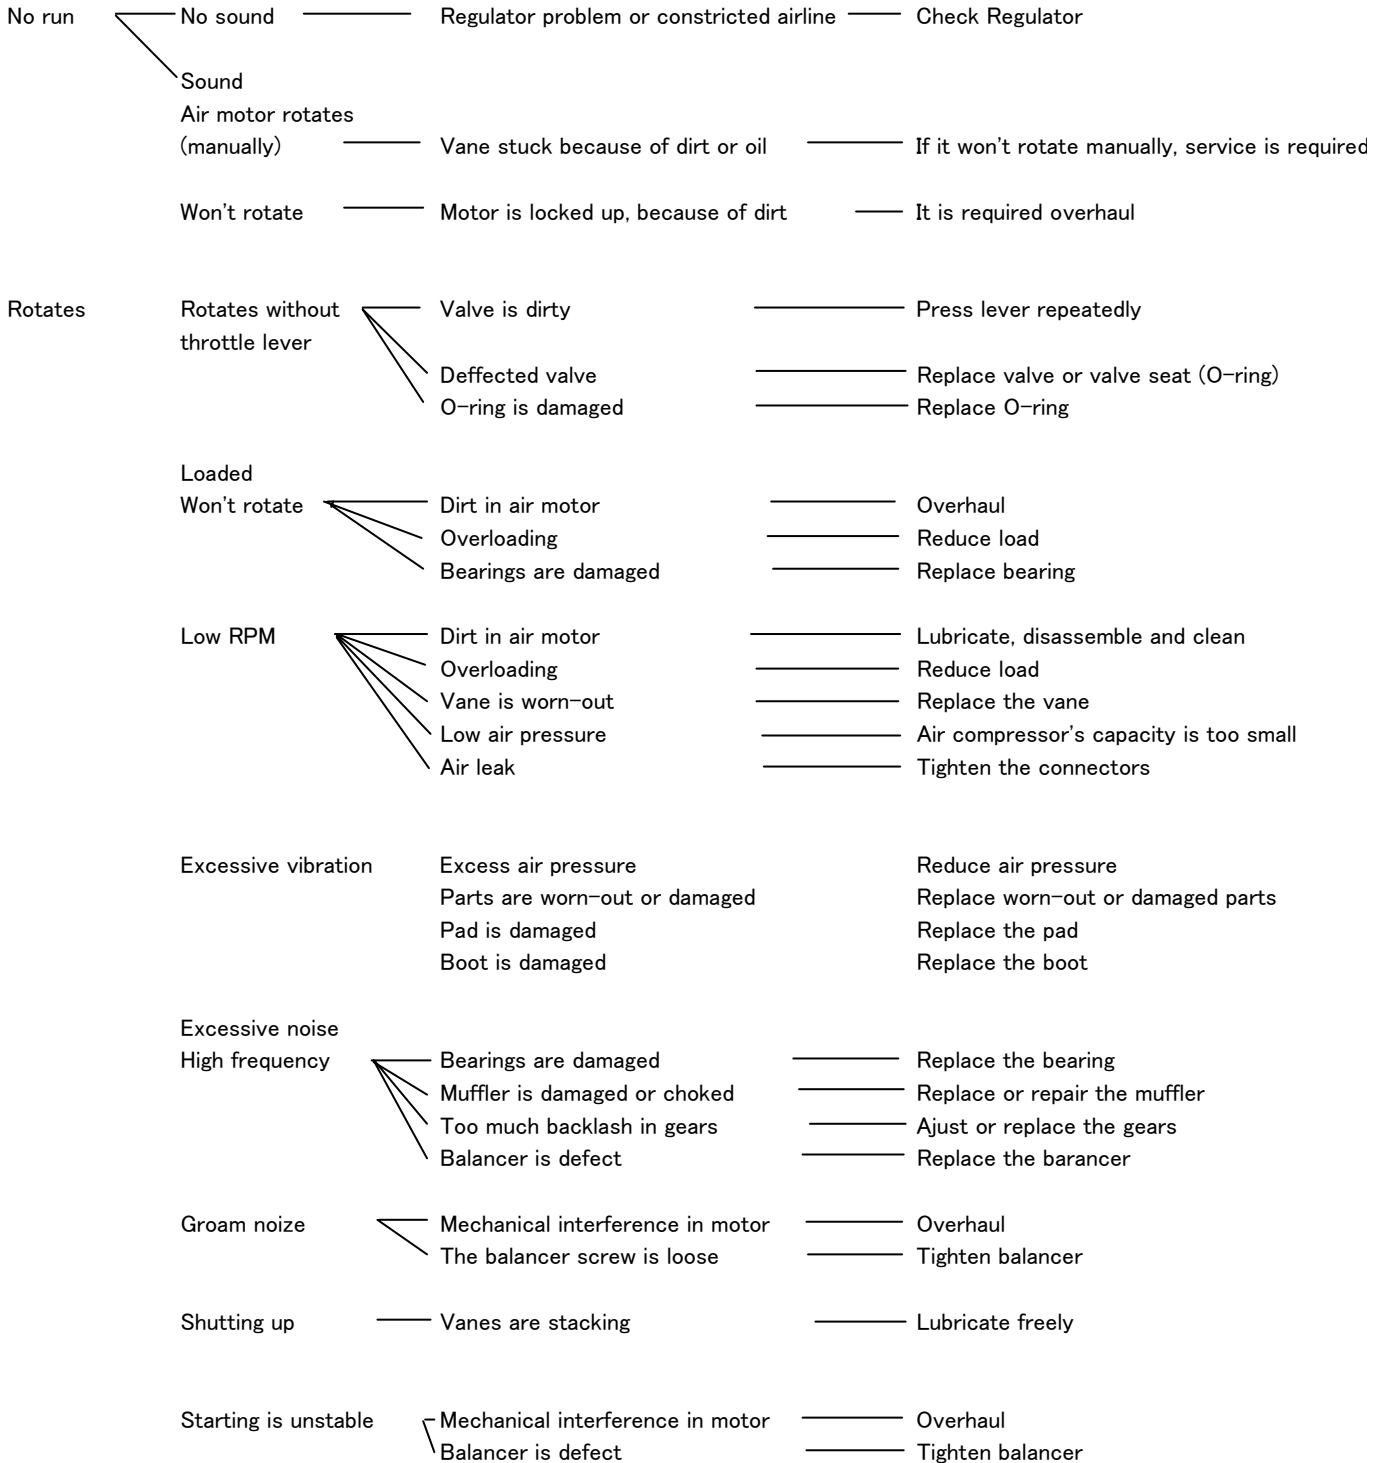 No run No sound Regulator problem or constricted airline Check Regulator
Sound
Air motor rotates
(manually) Vane stuck because of dirt or oil If it won't rotate manually, service is required
Won't rotate Motor is locked up, because of dirt It is required overhaul
Rotates Rotates without Valve is dirty Press lever repeatedly
throttle lever
Deffected valve Replace valve or valve seat (O-ring)
O-ring is damaged Replace O-ring
Loaded
Won't rotate Dirt in air motor Overhaul
Overloading Reduce load
Bearings are damaged Replace bearing
Low RPM Dirt in air motor Lubricate, disassemble and clean
Overloading Reduce load
Vane is worn-out Replace the vane
Low air pressure Air compressor's capacity is too small
Air leak Tighten the connectors
Excessive vibration Excess air pressure Reduce air pressure
Parts are worn-out or damaged Replace worn-out or damaged parts
Pad is damaged Replace the pad
Boot is damaged Replace the boot
Excessive noise
High frequency Bearings are damaged Replace the bearing
Muffler is damaged or choked Replace or repair the muffler
Too much backlash in gears Ajust or replace the gears
Balancer is defect Replace the barancer
Groam noize Mechanical interference in motor Overhaul
The balancer screw is loose Tighten balancer
Shutting up Vanes are stacking Lubricate freely
Starting is unstable Mechanical interference in motor Overhaul
Balancer is defect Tighten balancer